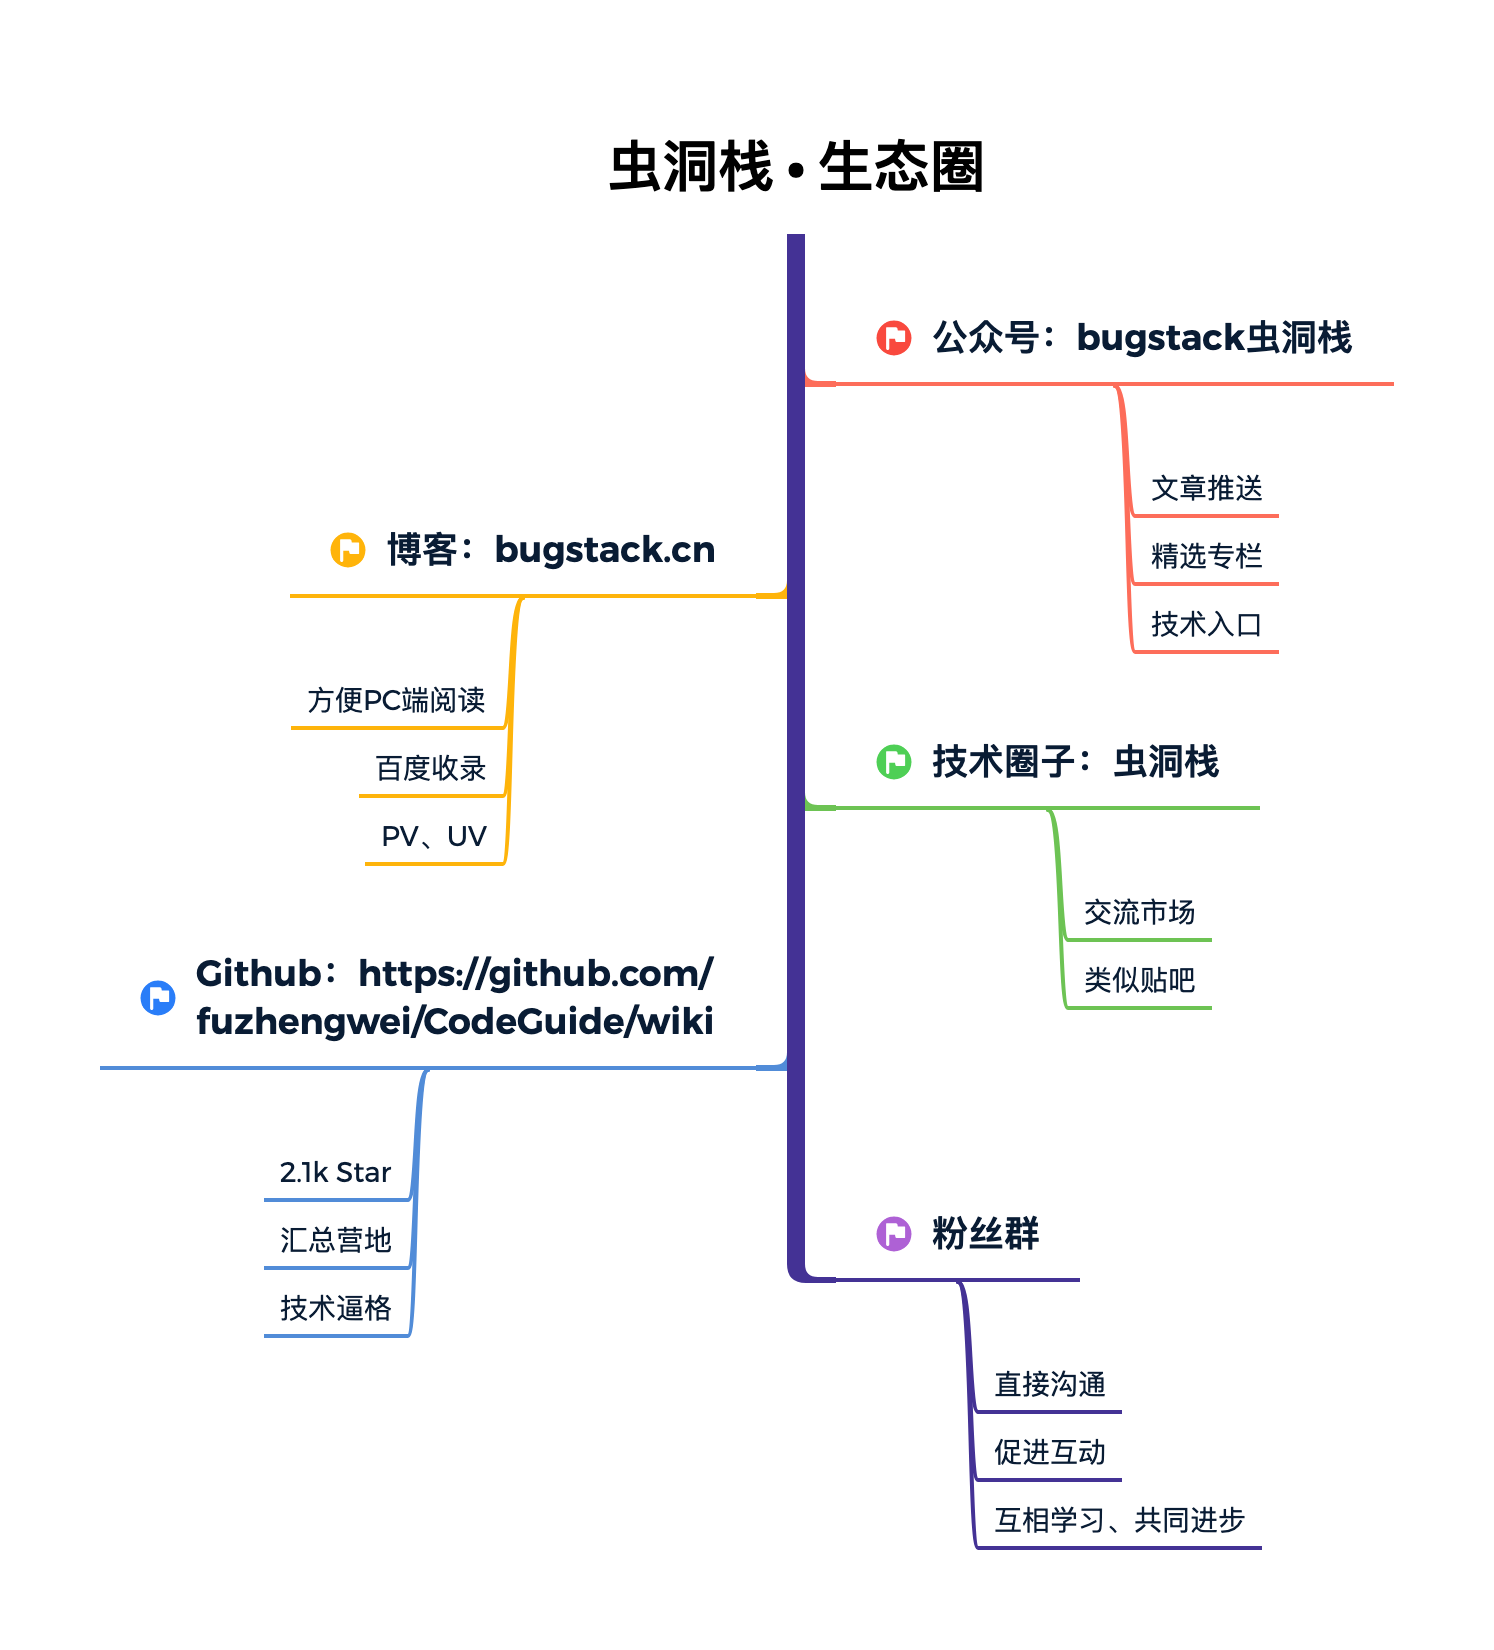 虫洞栈 • 生态圈
公众号：bugstack虫洞栈
文章推送
精选专栏
技术入口
博客：bugstack.cn
方便PC端阅读
百度收录
PV、UV
技术圈子：虫洞栈
交流市场
类似贴吧
Github：https://github.com/
fuzhengwei/CodeGuide/wiki
2.1k Star
汇总营地
技术逼格
粉丝群
直接沟通
促进互动
互相学习、共同进步